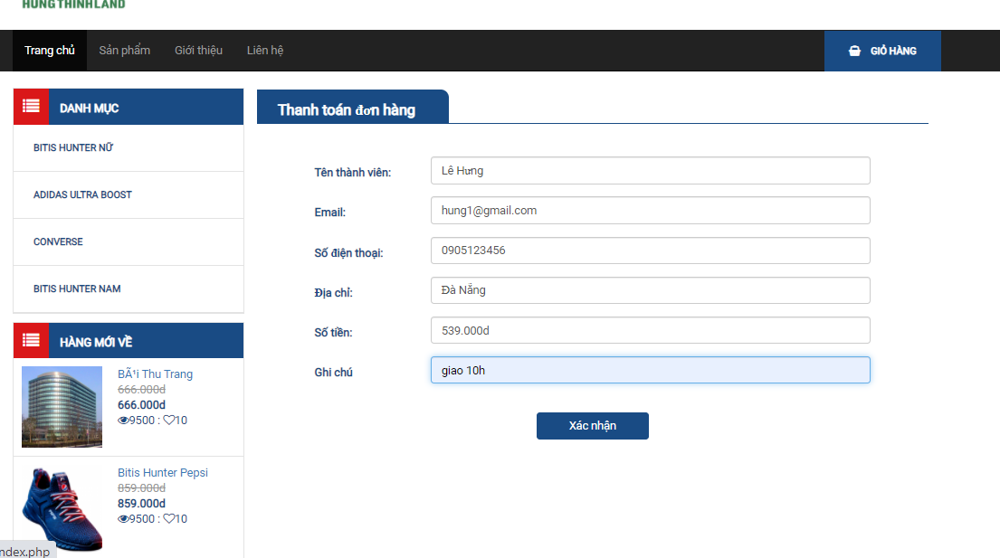 HUNG THINH LAND
Trang chủ Sản phẩm Giới thiệu Liên hệ GIỎ HÀNG
DANH MỤC
BITIS HUNTER NỮ
ADIDAS ULTRA BOOST
CONVERSE
BITIS HUNTER NAM
HÀNG MỚI VỀ
BÃ¹i Thu Trang
666.000đ
666.000đ
9500 : 10
Bitis Hunter Pepsi
859.000đ
859.000đ
9500 : 10
Thanh toán đơn hàng
Tên thành viên: Lê Hưng
Email: hung1@gmail.com
Số điện thoại: 0905123456
Địa chỉ: Đà Nẵng
Số tiền: 539.000đ
Ghi chú giao 10h
Xác nhận
ndex.php